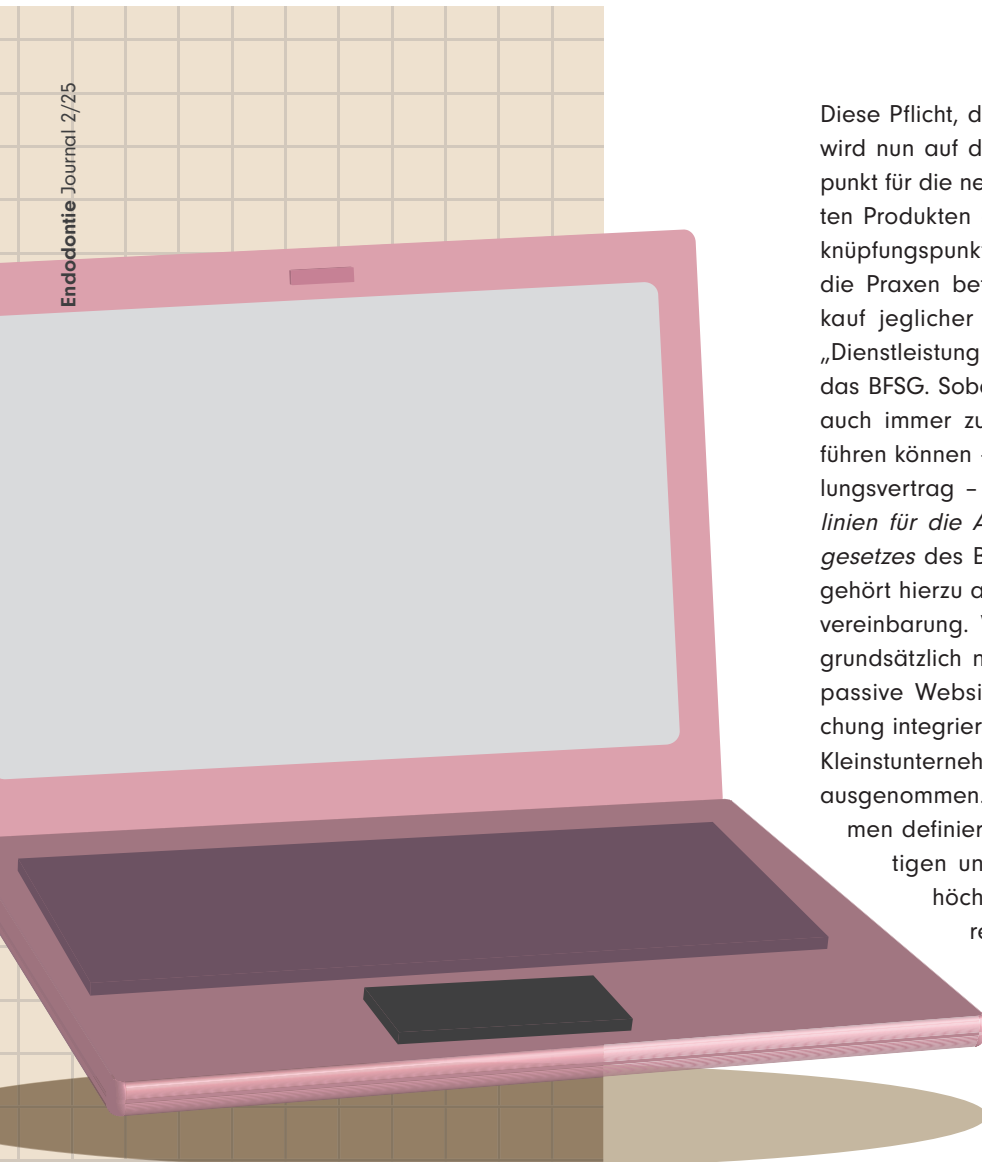 Endodontie Journal 2/25
Diese Pflicht, d
wird nun auf d
punkt für die ne
ten Produkten
knüpfungspunk
die Praxen be
kauf jeglicher
„Dienstleistung
das BFSG. Sob
auch immer zu
führen können
lungsvertrag –
linien für die A
gesetzes des B
gehört hierzu a
vereinbarung.
grundsätzlich n
passive Websi
chung integrier
Kleinstunterneh
ausgenommen.
men definier
tigen un
höch
re